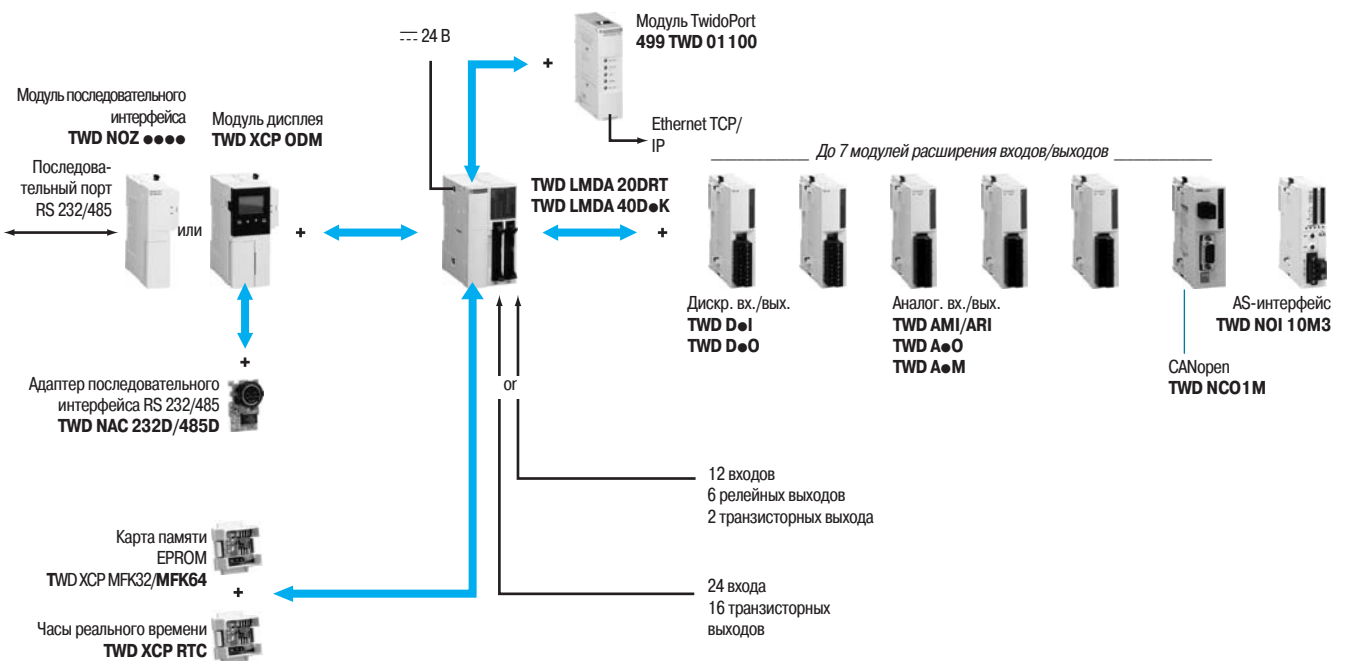 Модуль TwidoPort
499 TWD 01100
24 В
+
Модуль последовательного
интерфейса
TWD NOZ ●●●●
Модуль дисплея
TWD XCP ODM
Ethernet TCP/
IP
До 7 модулей расширения входов/выходов
Последова-
тельный порт
RS 232/485
или
+
TWD LMDA 20DRT
TWD LMDA 40D●K
+
Дискр. вх./вых.
TWD D●I
TWD D●O
Аналог. вх./вых.
TWD AMI/ARI
TWD A●O
TWD A●M
AS-интерфейс
TWD NOI 10M3
CANopen
TWD NCO1M
+
Адаптер последовательного
интерфейса RS 232/485
TWD NAC 232D/485D
or
12 входов
6 релейных выходов
2 транзисторных выхода
Карта памяти
EPROM
TWD XCP MFK32/MFK64
+
24 входа
16 транзисторных
выходов
Часы реального времени
TWD XCP RTC